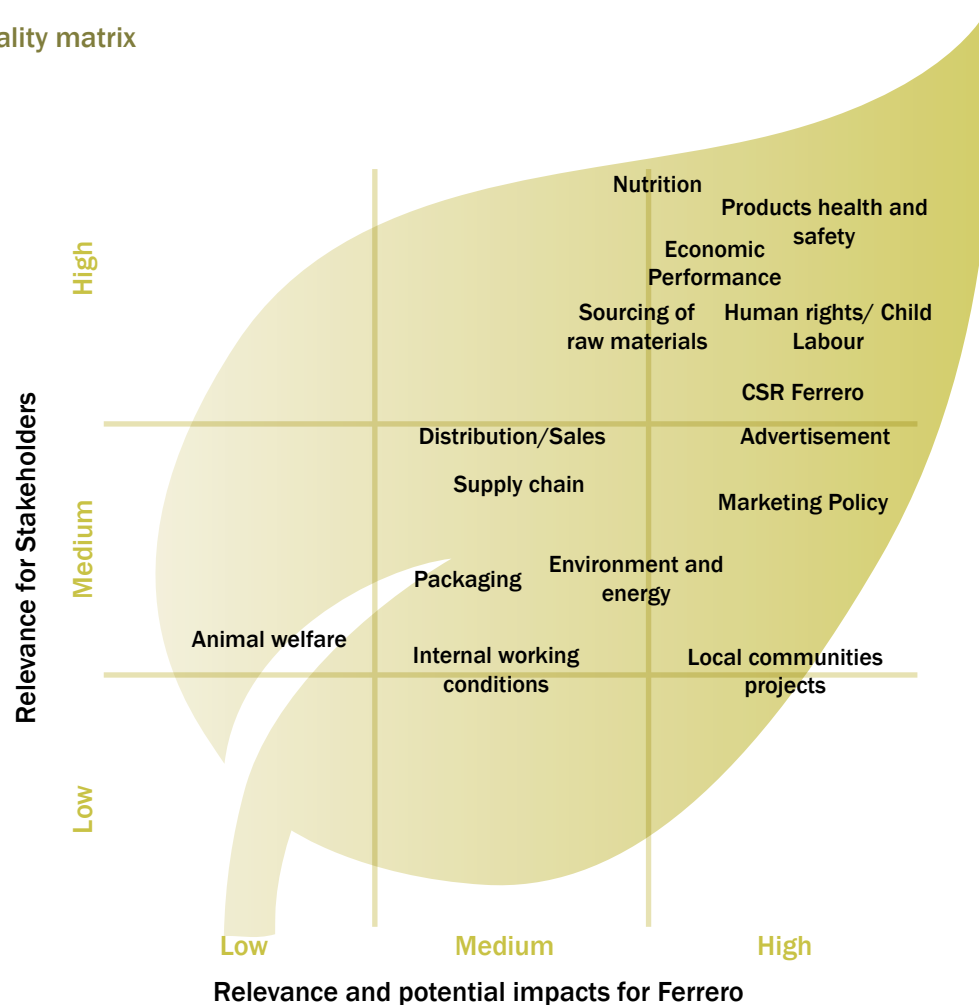 ality matrix
Nutrition
Products health and
safety
Economic
Performance
Sourcing of
raw materials
Human rights/ Child
Labour
CSR Ferrero
Distribution/Sales
Advertisement
Supply chain
Marketing Policy
Environment and
energy
Packaging
Animal welfare
Internal working
conditions
Local communities
projects
High
Medium
Low
Relevance for Stakeholders
Low
Medium
High
Relevance and potential impacts for Ferrero